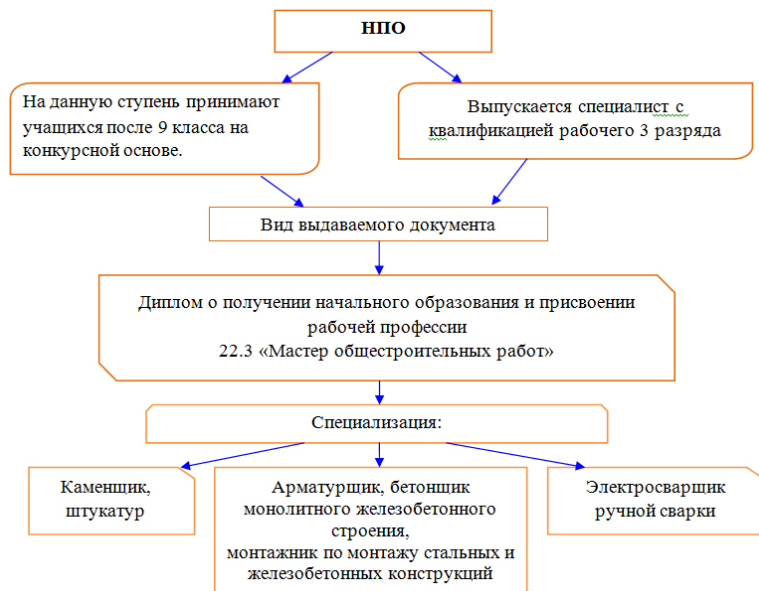 НПО
На данную ступень принимают
учащихся после 9 класса на
конкурсной основе.
Выпускается специалист с
квалификацией рабочего 3 разряда
Вид выдаваемого документа
Диплом о получении начального образования и присвоении
рабочей профессии
22.3 «Мастер общестроительных работ»
Специализация:
Каменщик,
штукатур
Арматурщик, бетонщик
монолитного железобетонного
строения,
монтажник по монтажу стальных и
железобетонных конструкций
Электросварщик
ручной сварки